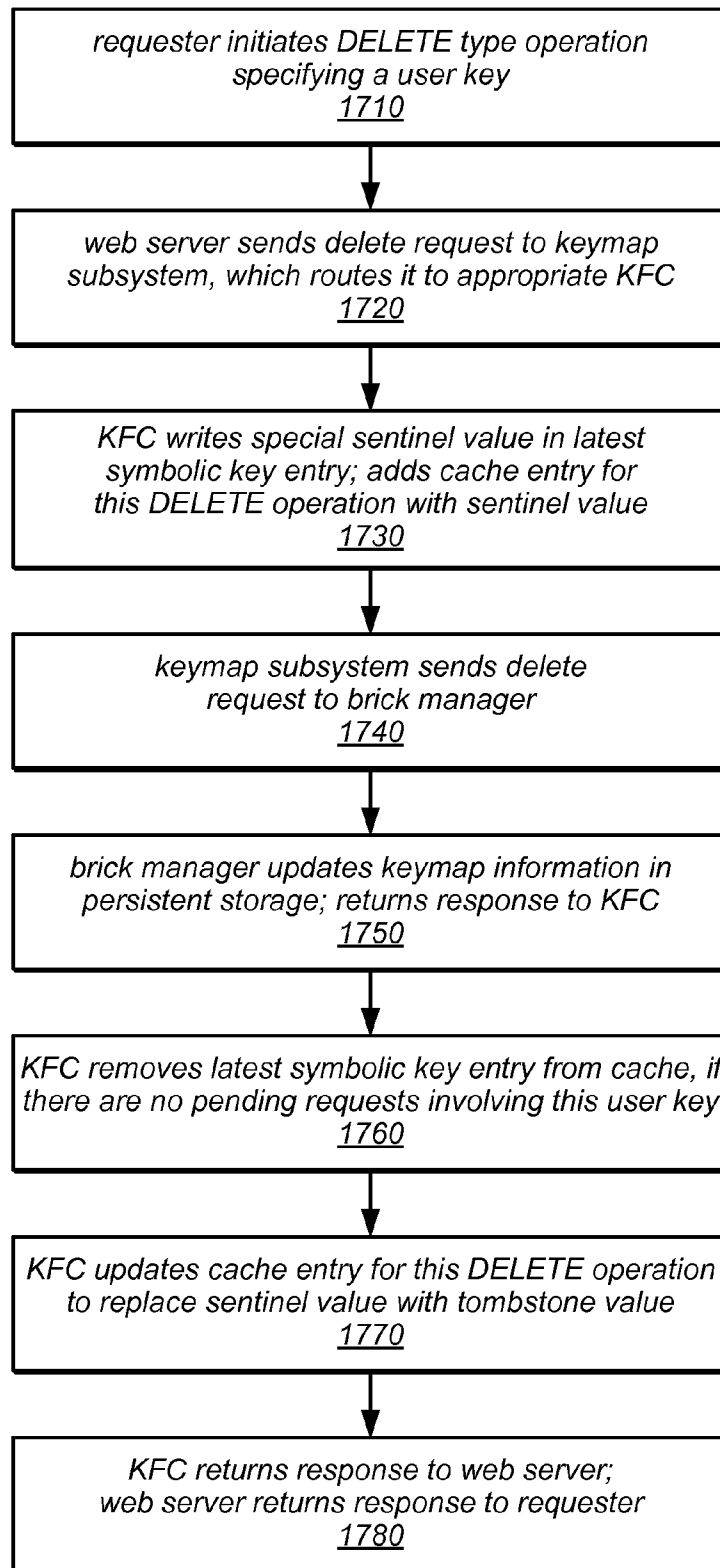 requester initiates DELETE type operation
specifying a user key
1710
web server sends delete request to keymap
subsystem, which routes it to appropriate KFC
1720
KFC writes special sentinel value in latest
symbolic key entry; adds cache entry for
this DELETE operation with sentinel value
1730
keymap subsystem sends delete
request to brick manager
1740
brick manager updates keymap information in
persistent storage; returns response to KFC
1750
KFC removes latest symbolic key entry from cache, if
there are no pending requests involving this user key
1760
KFC updates cache entry for this DELETE operation
to replace sentinel value with tombstone value
1770
KFC returns response to web server;
web server returns response to requester
1780